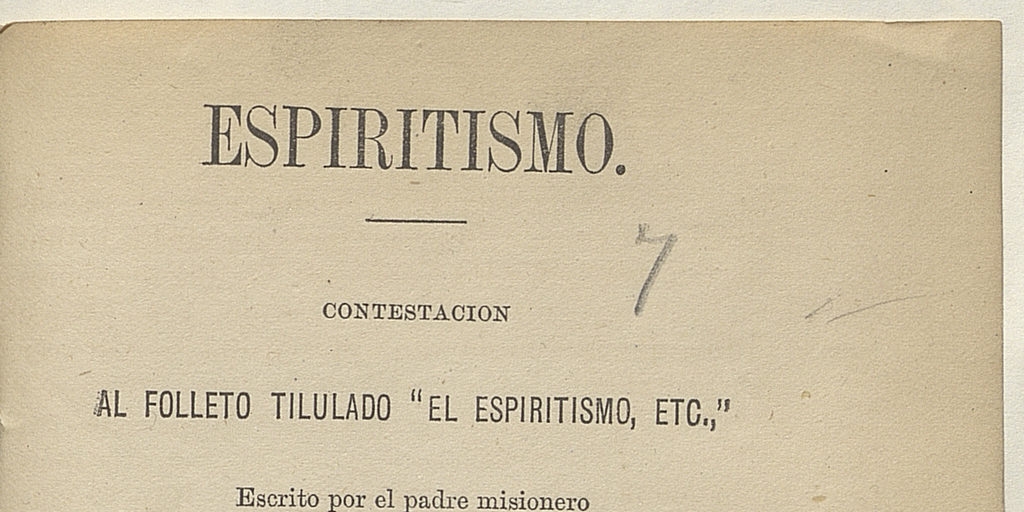 ESPIRITISMO.
7
CONTESTACION
AL FOLLETO TILULADO “EL ESPIRITISMO, ETC.,”
Escrito por el padre misionero